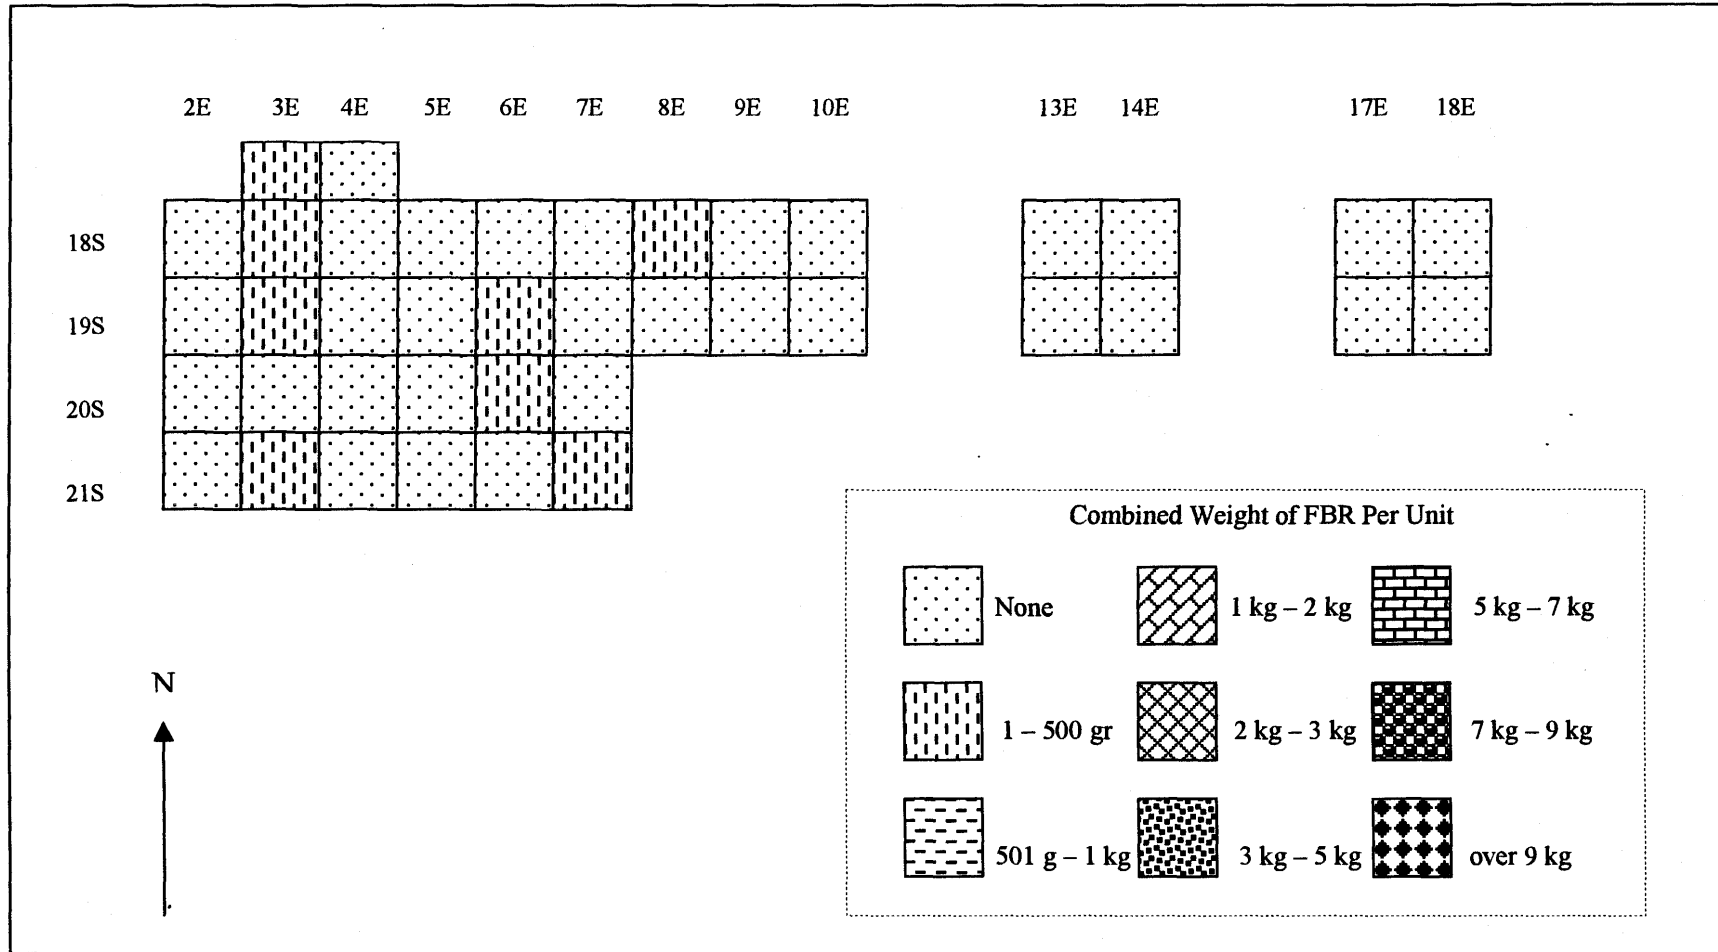 2E 3E 4E 5E 6E 7E 8E 9E 10E 13E 14E 17E 18E
18S
19S
20S
21S
Combined Weight of FBR Per Unit
None 1 kg – 2 kg 5 kg – 7 kg
N
1 – 500 gr 2 kg – 3 kg 7 kg – 9 kg
501 g – 1 kg 3 kg – 5 kg over 9 kg